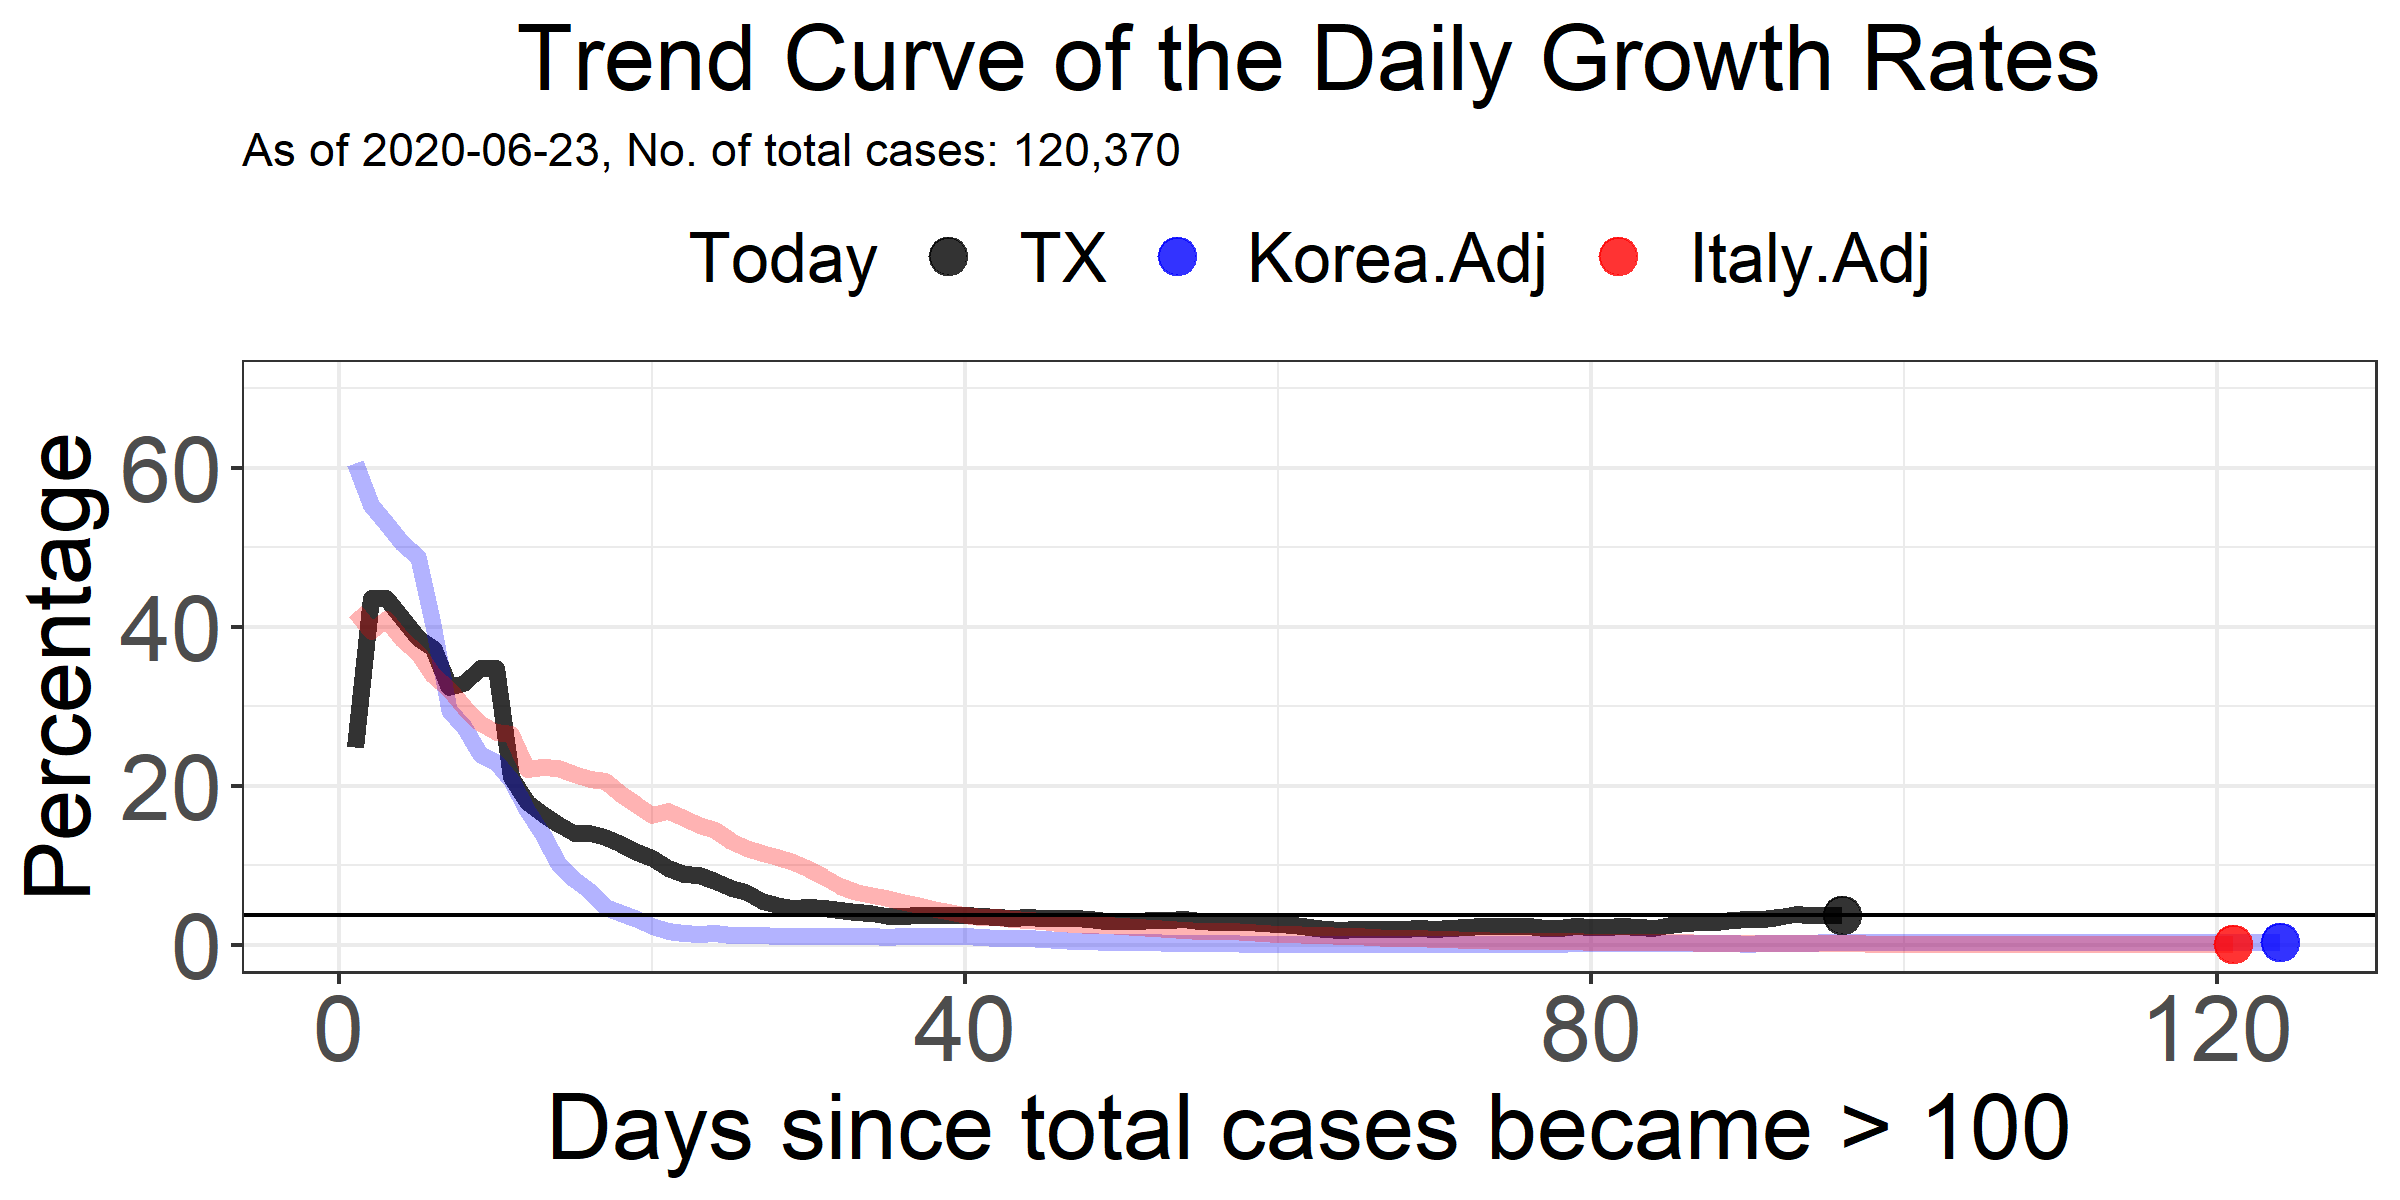 Trend Curve of the Daily Growth Rates
As of 2020-06-23, No. of total cases: 120,370
Today TX Korea.Adj Italy.Adj
Percentage
60
40
20
0
0 40 80 120
Days since total cases became > 100